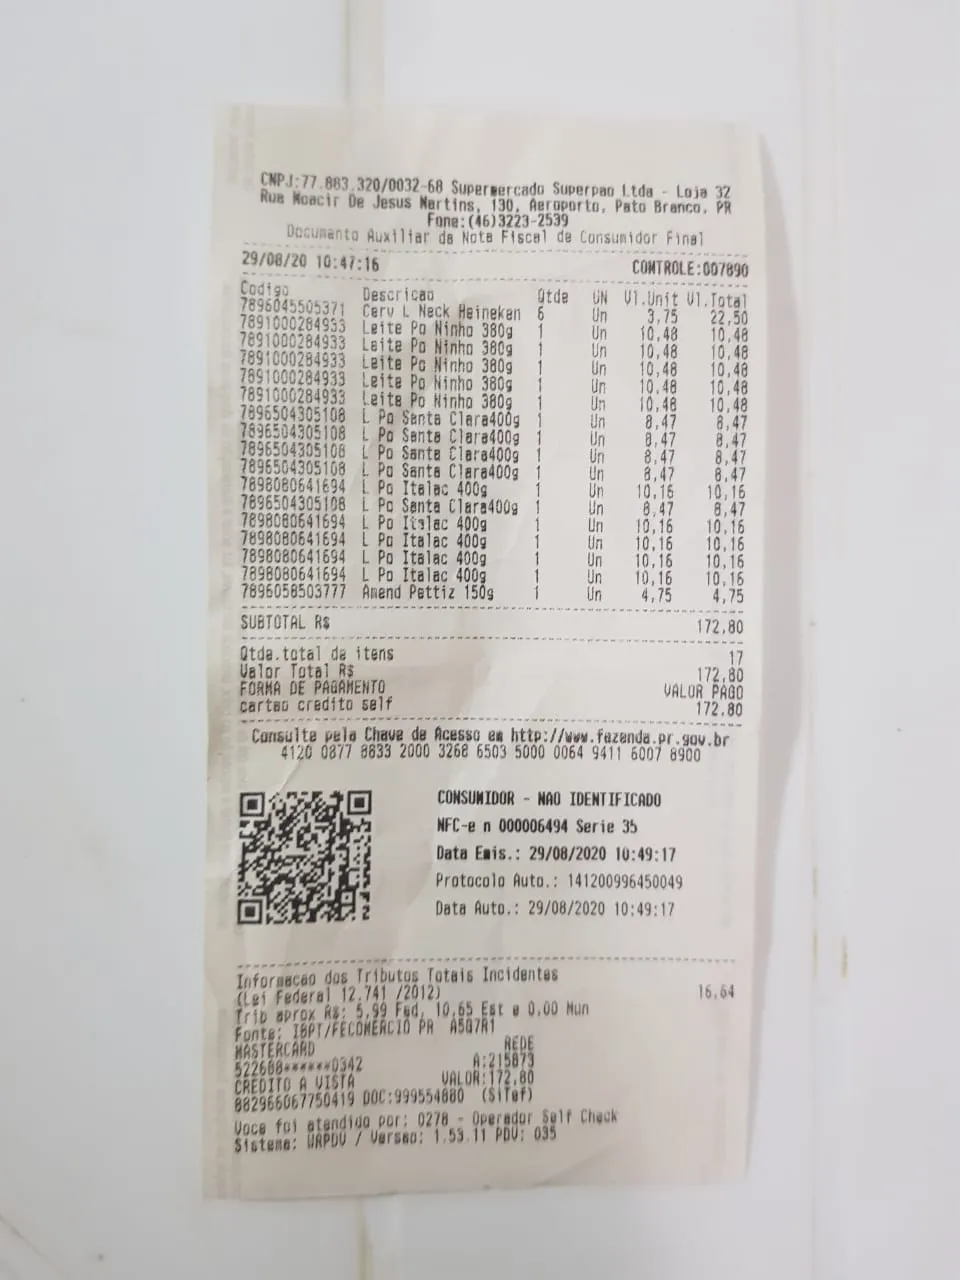 CNPJ:77.883.320/0032-68 Supermercado Superpao Ltda - Loja 32
Rua Moacir De Jesus Martins, 130, Aeroporto, Pato Branco, PR
Fone:(46)3223-2539
Documento Auxiliar da Nota Fiscal de Consumidor Final
29/08/20 10:47:16 CONTROLE:007890
Codigo Descricao Qtde UN Vl.Unit Vl.Total
7896045505371 Cerv L Neck Heineken 6 Un 3,75 22,50
7891000284933 Leite Po Ninho 380g 1 Un 10,48 10,48
7891000284933 Leite Po Ninho 380g 1 Un 10,48 10,48
7891000284933 Leite Po Ninho 380g 1 Un 10,48 10,48
7891000284933 Leite Po Ninho 380g 1 Un 10,48 10,48
7891000284933 Leite Po Ninho 380g 1 Un 10,48 10,48
7896504305108 L Po Santa Clara400g 1 Un 8,47 8,47
7896504305108 L Po Santa Clara400g 1 Un 8,47 8,47
7896504305108 L Po Santa Clara400g 1 Un 8,47 8,47
7896504305108 L Po Santa Clara400g 1 Un 8,47 8,47
7898080641694 L Po Italac 400g 1 Un 10,16 10,16
7896504305108 L Po Santa Clara400g 1 Un 8,47 8,47
7898080641694 L Po Italac 400g 1 Un 10,16 10,16
7898080641694 L Po Italac 400g 1 Un 10,16 10,16
7898080641694 L Po Italac 400g 1 Un 10,16 10,16
7898080641694 L Po Italac 400g 1 Un 10,16 10,16
7896058503777 Amend Pettiz 150g 1 Un 4,75 4,75
SUBTOTAL R$ 172,80
Qtde.total de itens 17
Valor Total R$ 172,80
FORMA DE PAGAMENTO VALOR PAGO
cartao credito self 172,80
Consulte pela Chave de Acesso em http://www.fazenda.pr.gov.br
4120 0877 8833 2000 3268 6503 5000 0064 9411 6007 8900
CONSUMIDOR - NAO IDENTIFICADO
NFC-e n 000006494 Serie 35
Data Emis.: 29/08/2020 10:49:17
Protocolo Auto.: 141200996450049
Data Auto.: 29/08/2020 10:49:17
Informacao dos Tributos Totais Incidentes
(Lei Federal 12.741 /2012) 16,64
Trib aprox R$: 5,99 Fed, 10,65 Est e 0,00 Mun
Fonte: IBPT/FECOMERCIO PR A5G7R1
MASTERCARD REDE
522688******0342 A:215873
CREDITO A VISTA VALOR:172,80
882966067750419 DOC:999554880 (SiTef)
Voce foi atendido por: 0278 - Operador Self Check
Sistema: WAPDV / Versao: 1.53.11 PDV: 035